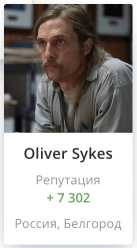 Oliver Sykes
Репутация
+ 7 302
Россия, Белгород